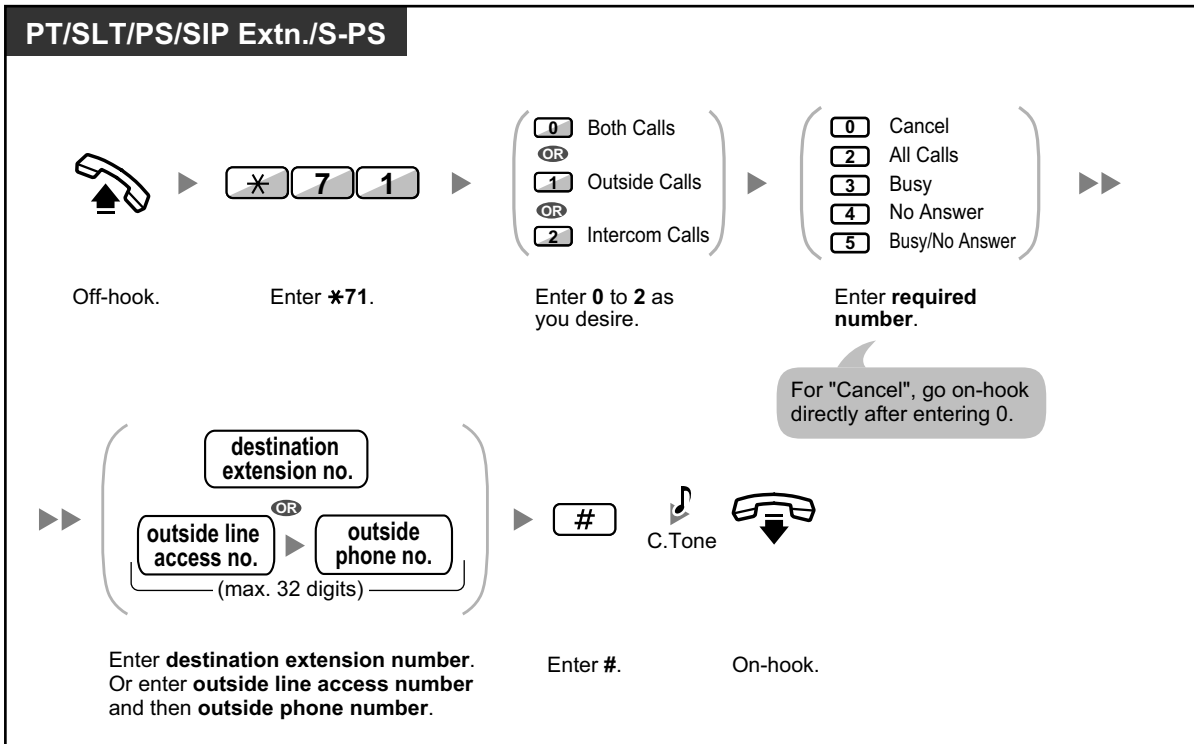 PT/SLT/PS/SIP Extn./S-PS
0 Both Calls
OR
1 Outside Calls
OR
2 Intercom Calls
0 Cancel
2 All Calls
3 Busy
4 No Answer
5 Busy/No Answer
* 7 1
Off-hook.
Enter *71.
Enter 0 to 2 as
you desire.
Enter required
number.
For "Cancel", go on-hook
directly after entering 0.
destination
extension no.
OR
outside line
access no.
outside
phone no.
(max. 32 digits)
#
C.Tone
Enter destination extension number.
Or enter outside line access number
and then outside phone number.
Enter #.
On-hook.